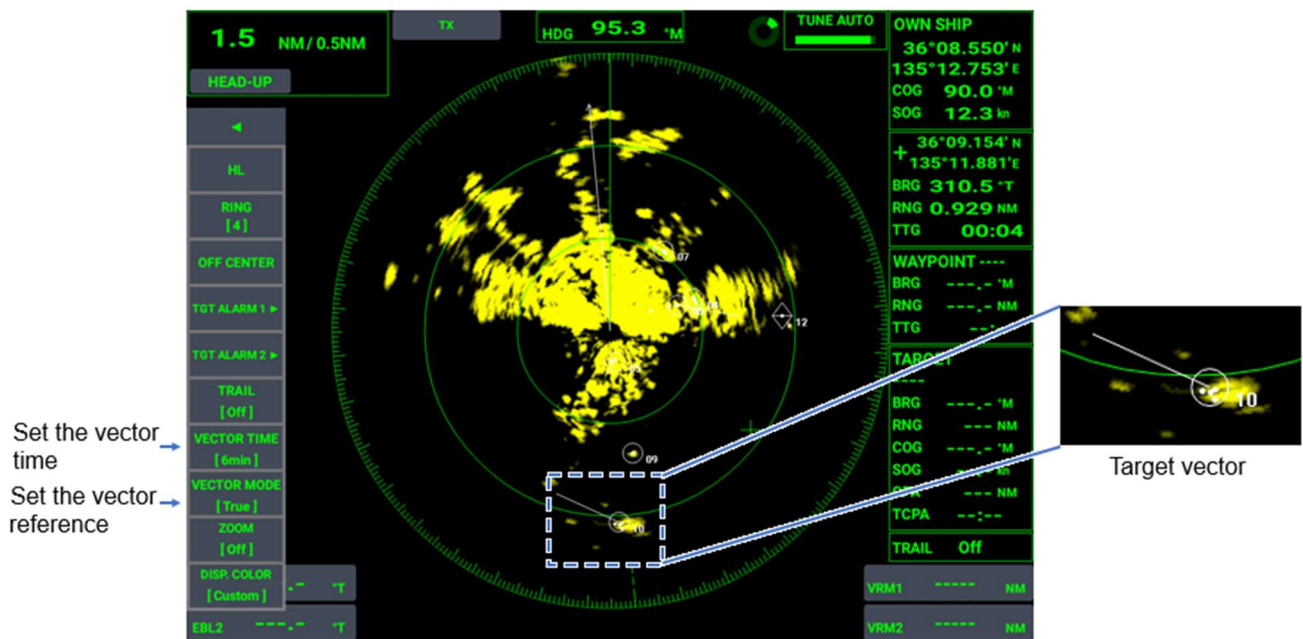 1.5 NM / 0.5NM
HEAD-UP
TX
HDG 95.3 °M
TUNE AUTO
OWN SHIP
36°08.550' N
135°12.753' E
COG 90.0 °M
SOG 12.3 kn
+ 36°09.154' N
135°11.881'E
BRG 310.5 °T
RNG 0.929 NM
TTG 00:04
WAYPOINT ----
BRG ---.- °M
RNG ---.- NM
TTG --:--
TARGET
----
BRG ---.- °M
RNG --- NM
COG ---.- °M
SOG kn
CPA --- NM
TCPA --:--
TRAIL Off
◄
HL
RING
[ 4 ]
OFF CENTER
TGT ALARM 1 ►
TGT ALARM 2 ►
TRAIL
[ Off ]
VECTOR TIME
[ 6min ]
VECTOR MODE
[ True ]
ZOOM
[ Off ]
DISP. COLOR
[ Custom ]
-.- °T
EBL2 ---.- °T
VRM1 ----- NM
VRM2 ----- NM
07
12
09
10
Set the vector
time
Set the vector
reference
10
Target vector